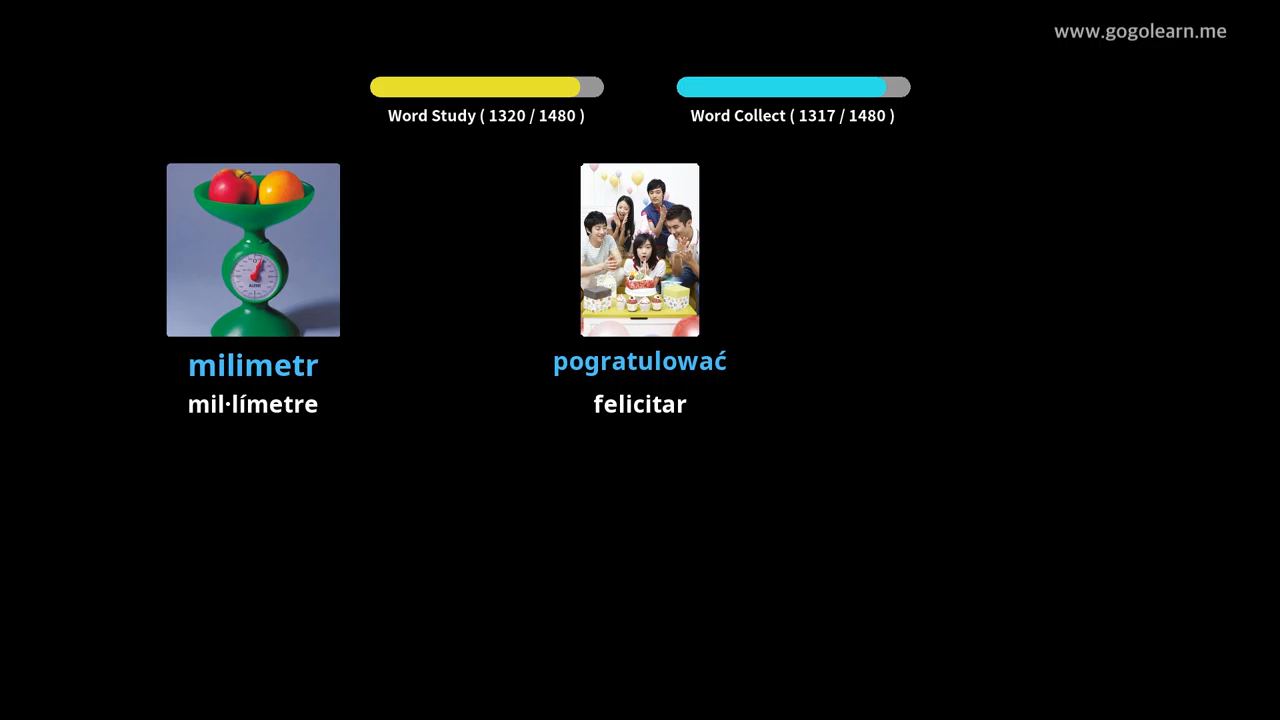 www.gogolearn.me
Word Study ( 1320 / 1480 )
Word Collect ( 1317 / 1480 )
milimetr
mil·límetre
pogratulować
felicitar